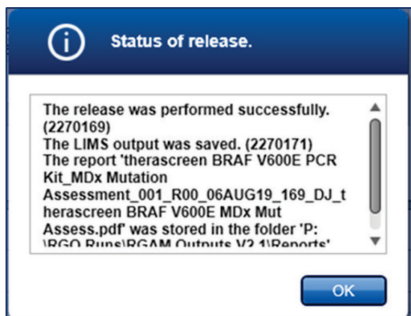 Status of release.
The release was performed successfully.
(2270169)
The LIMS output was saved. (2270171)
The report 'therascreen BRAF V600E PCR
Kit_MDx Mutation
Assessment_001_R00_06AUG19_169_DJ_t
herascreen BRAF V600E MDx Mut
Assess.pdf' was stored in the folder 'P:
\RGQ Runs\RGAM Outputs V2.1\Reports'
OK